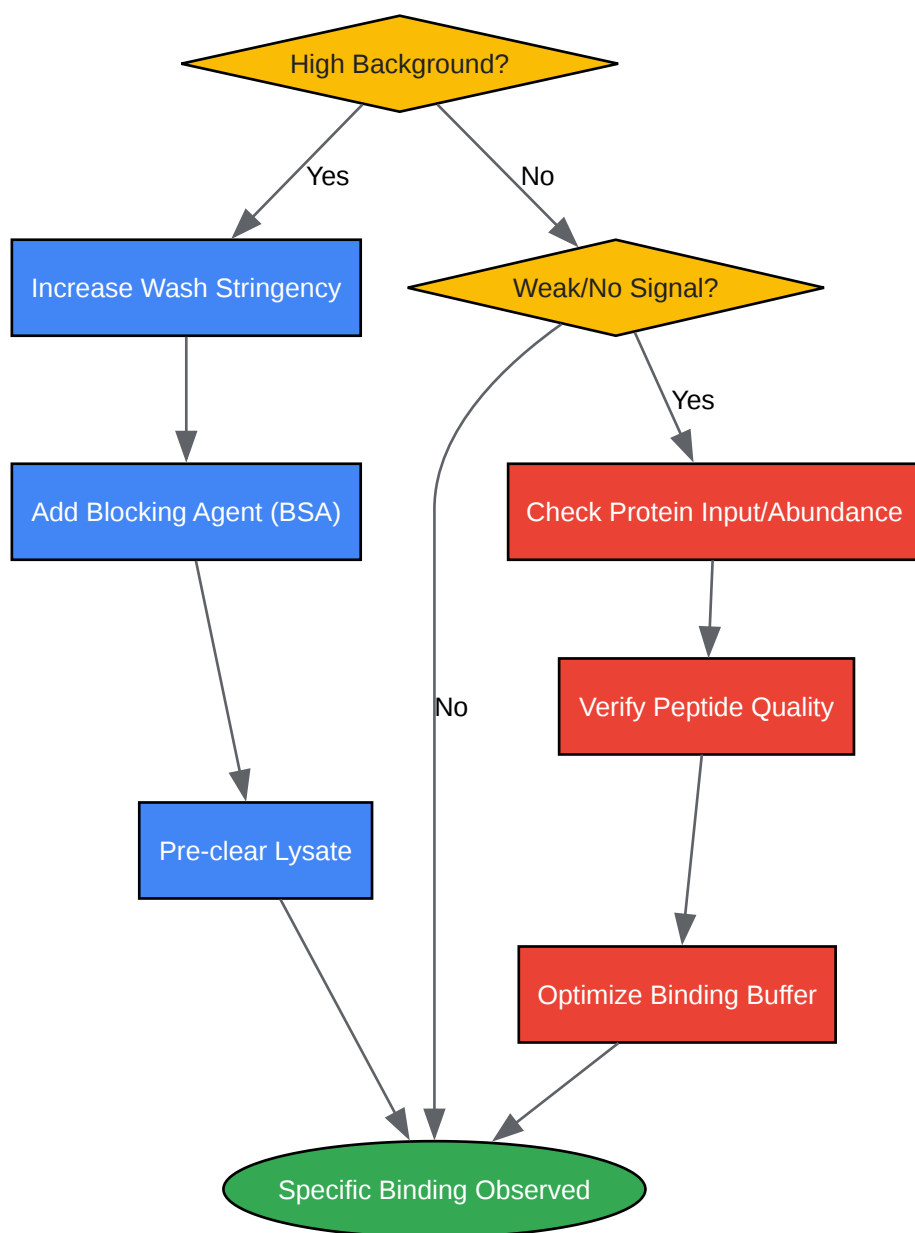 High Background?
Yes
No
Increase Wash Stringency
Weak/No Signal?
Yes
Add Blocking Agent (BSA)
Check Protein Input/Abundance
No
Verify Peptide Quality
Pre-clear Lysate
Optimize Binding Buffer
Specific Binding Observed